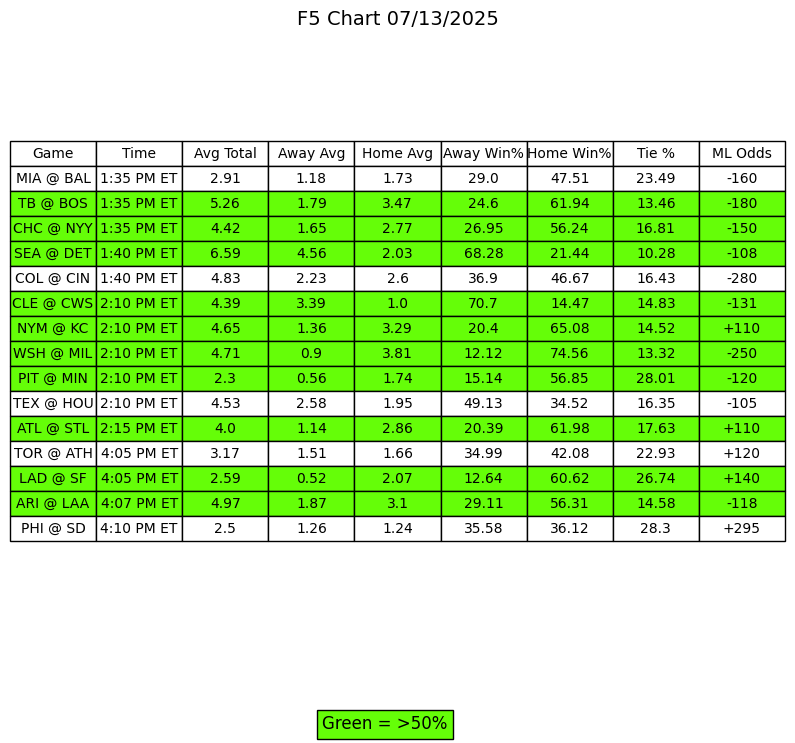 F5 Chart 07/13/2025
Game Time Avg Total Away Avg Home Avg Away Win% Home Win% Tie % ML Odds
MIA @ BAL 1:35 PM ET 2.91 1.18 1.73 29.0 47.51 23.49 -160
TB @ BOS 1:35 PM ET 5.26 1.79 3.47 24.6 61.94 13.46 -180
CHC @ NYY 1:35 PM ET 4.42 1.65 2.77 26.95 56.24 16.81 -150
SEA @ DET 1:40 PM ET 6.59 4.56 2.03 68.28 21.44 10.28 -108
COL @ CIN 1:40 PM ET 4.83 2.23 2.6 36.9 46.67 16.43 -280
CLE @ CWS 2:10 PM ET 4.39 3.39 1.0 70.7 14.47 14.83 -131
NYM @ KC 2:10 PM ET 4.65 1.36 3.29 20.4 65.08 14.52 +110
WSH @ MIL 2:10 PM ET 4.71 0.9 3.81 12.12 74.56 13.32 -250
PIT @ MIN 2:10 PM ET 2.3 0.56 1.74 15.14 56.85 28.01 -120
TEX @ HOU 2:10 PM ET 4.53 2.58 1.95 49.13 34.52 16.35 -105
ATL @ STL 2:15 PM ET 4.0 1.14 2.86 20.39 61.98 17.63 +110
TOR @ ATH 4:05 PM ET 3.17 1.51 1.66 34.99 42.08 22.93 +120
LAD @ SF 4:05 PM ET 2.59 0.52 2.07 12.64 60.62 26.74 +140
ARI @ LAA 4:07 PM ET 4.97 1.87 3.1 29.11 56.31 14.58 -118
PHI @ SD 4:10 PM ET 2.5 1.26 1.24 35.58 36.12 28.3 +295
Green = >50%